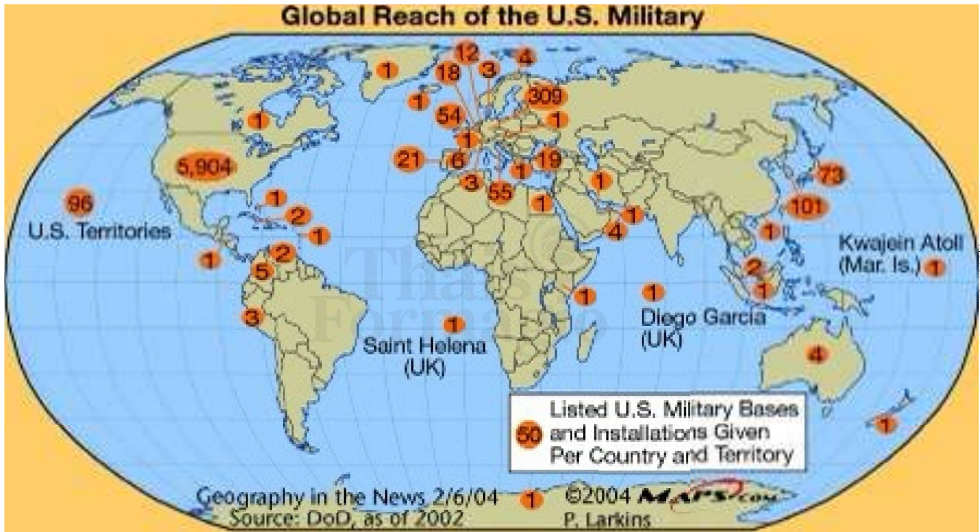 Global Reach of the U.S. Military
12
4
1
18
3
309
1
54
1
1
1
5,904
21
6
1
19
3
55
1
1
73
96
1
2
1
1
1
4
101
U.S. Territories
1
1
2
5
2
1
Kwajein Atoll
(Mar. Is.)
1
3
1
1
Diego Garcia
(UK)
1
Saint Helena
(UK)
4
1
50
Listed U.S. Military Bases
and Installations Given
Per Country and Territory
Geography in the News 2/6/04
Source: DoD, as of 2002
1
©2004 MAPS.com
P. Larkins